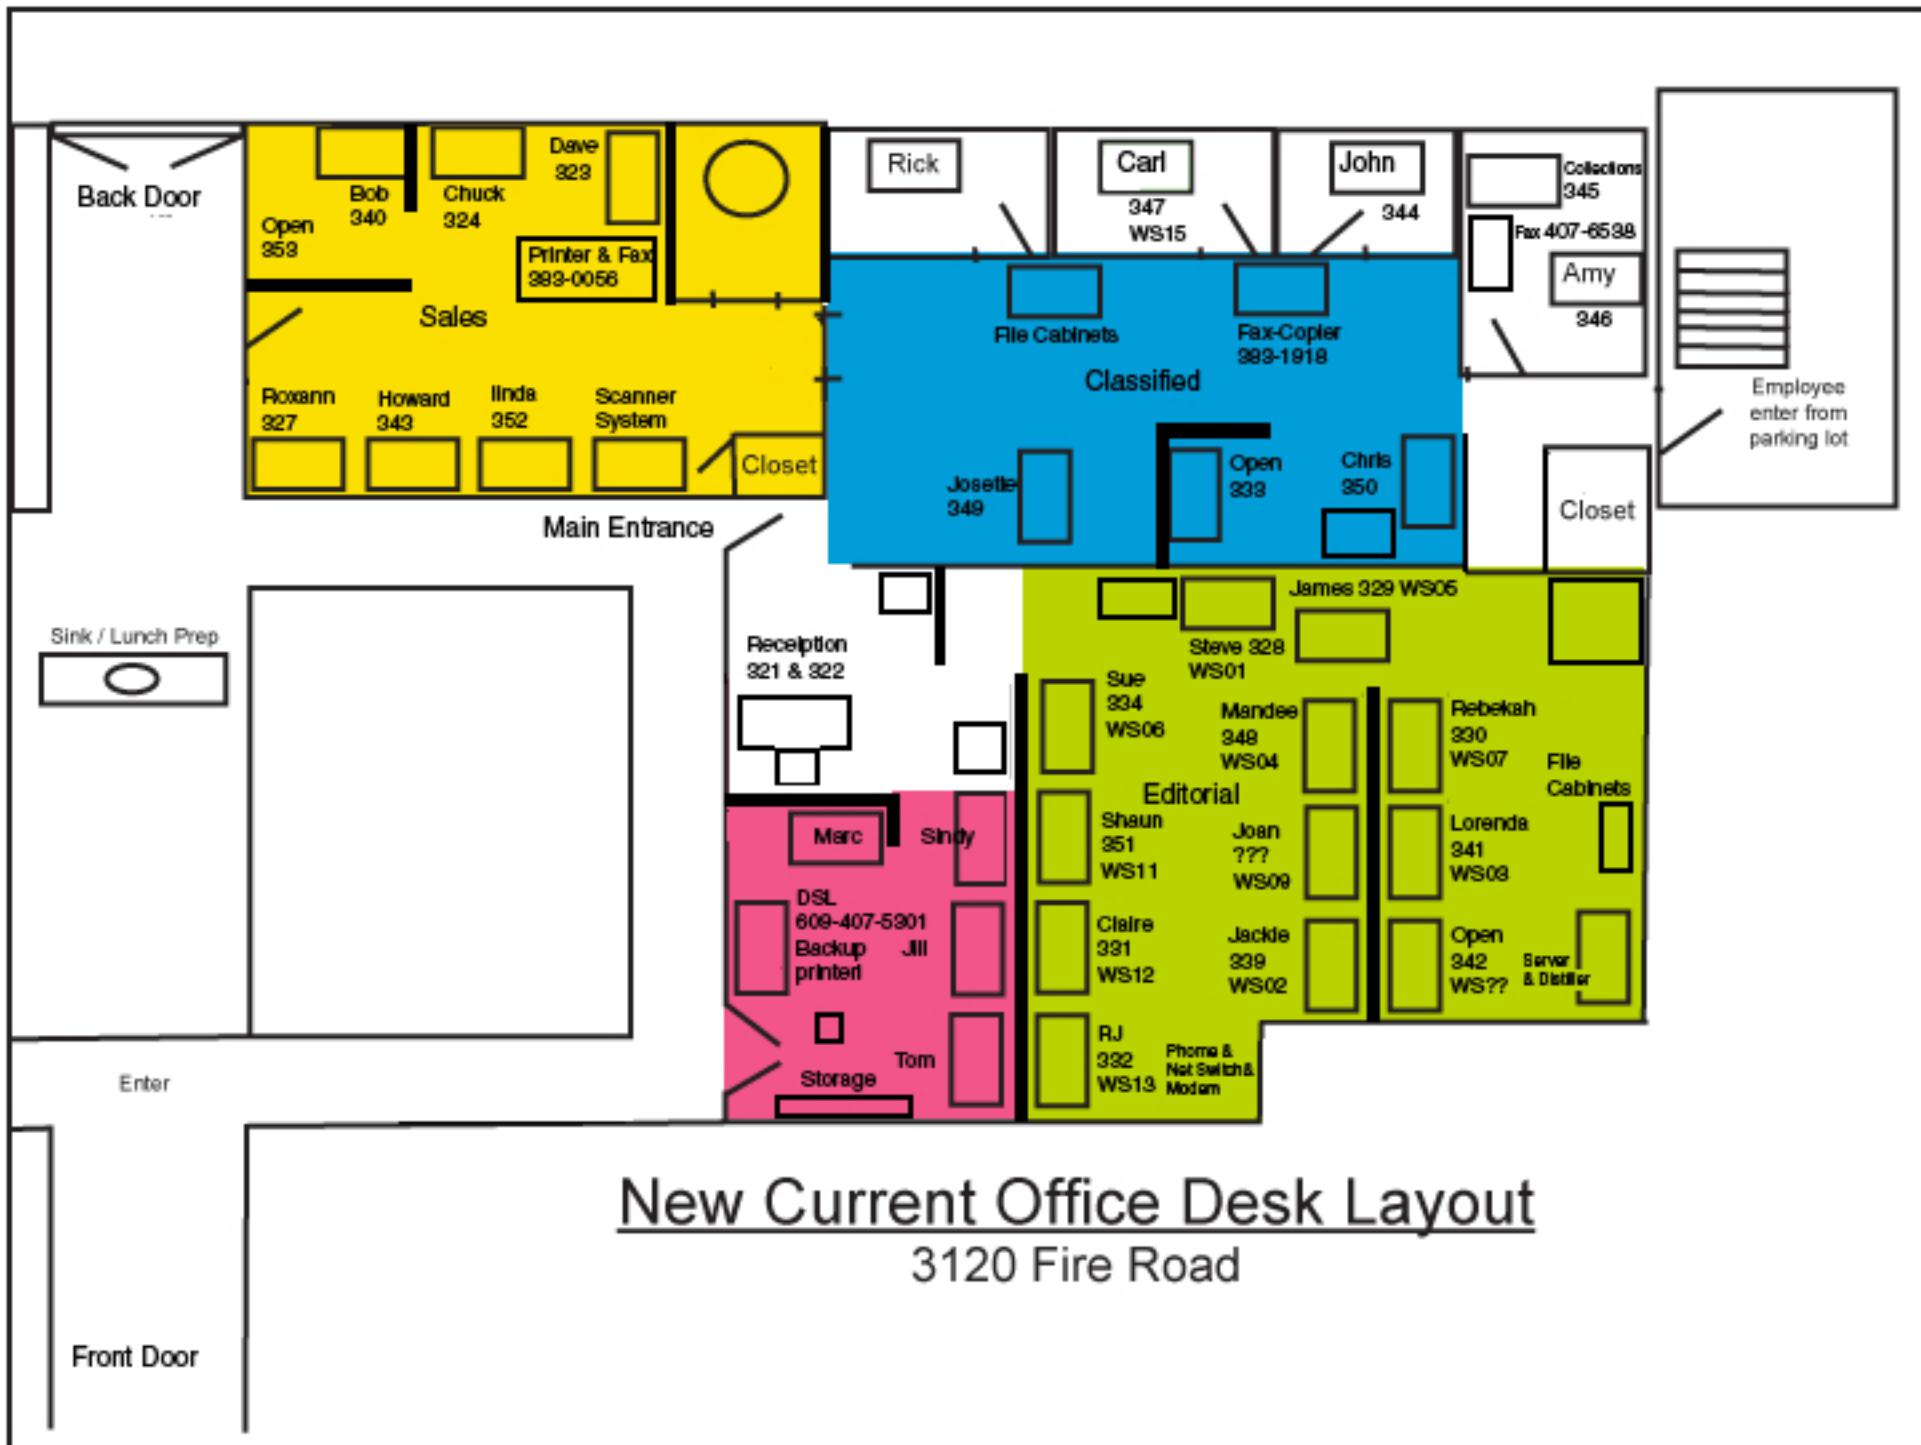 Back Door
Bob
340
Open
353
Chuck
324
Dave
323
Printer & Fax
383-0056
Sales
Roxann
327
Howard
343
linda
352
Scanner
System
Closet
Rick
Carl
347
WS15
John
344
Collections
345
Fax 407-6538
Amy
346
File Cabinets
Fax-Copier
383-1918
Classified
Josette
349
Open
333
Chris
350
Employee
enter from
parking lot
Closet
Main Entrance
Sink / Lunch Prep
Receiption
321 & 322
James 329 WS05
Steve 328
WS01
Sue
334
WS06
Mandee
348
WS04
Rebekah
330
WS07
File
Cabinets
Editorial
Shaun
351
WS11
Joan
???
WS09
Lorenda
341
WS03
Claire
331
WS12
Jackie
339
WS02
Open
342
WS??
Server
& Distiller
RJ
332
WS13
Phome &
Net Switch&
Modem
Marc
Sindy
DSL
609-407-5301
Backup
printerl
Jill
Tom
Storage
Enter
New Current Office Desk Layout
3120 Fire Road
Front Door